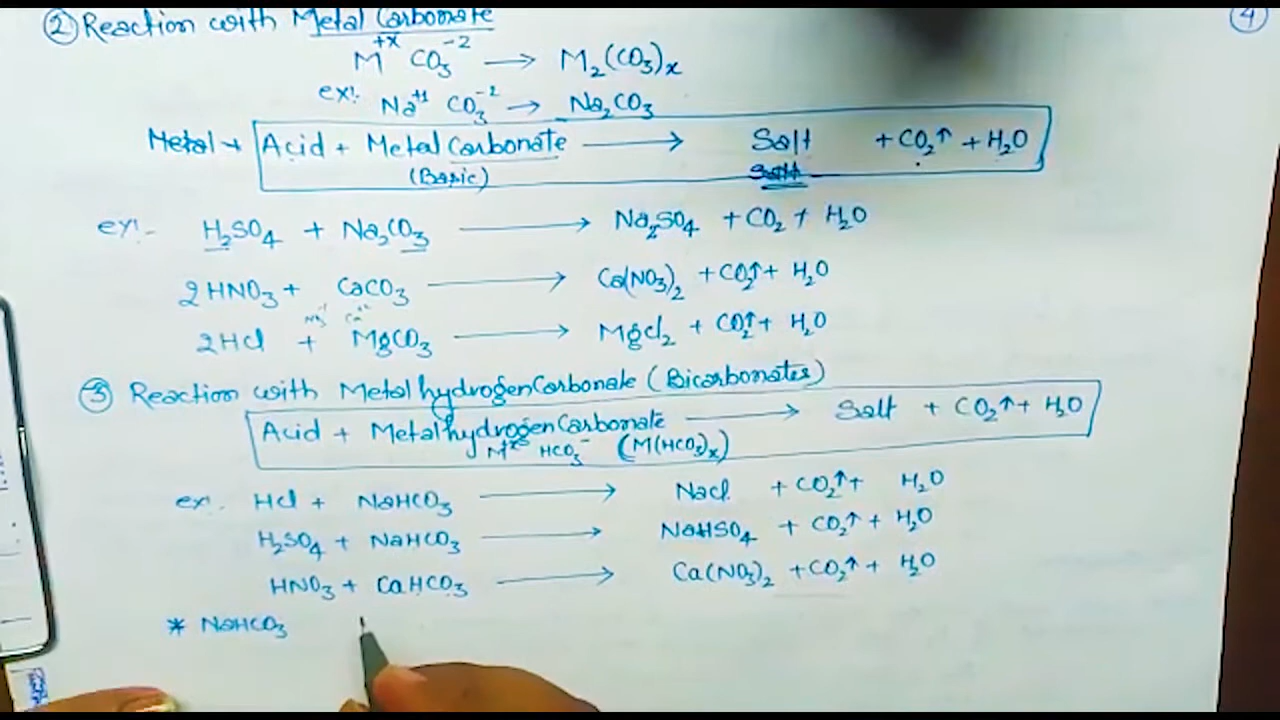 ② Reaction with Metal Carbonate ④
M⁺ˣ CO₃⁻² → M₂(CO₃)ₓ
ex:- Na⁺¹ CO₃⁻² → Na₂CO₃
Metal + Acid + Metal Carbonate → Salt + CO₂↑ + H₂O
(Basic)
ex:- H₂SO₄ + Na₂CO₃ → Na₂SO₄ + CO₂ + H₂O
2HNO₃ + CaCO₃ → Ca(NO₃)₂ + CO₂↑ + H₂O
2HCl + MgCO₃ → MgCl₂ + CO₂↑ + H₂O
③ Reaction with Metal hydrogen Carbonate (Bicarbonates)
Acid + Metal hydrogen Carbonate → Salt + CO₂↑ + H₂O
M⁺ˣ HCO₃⁻ (M(HCO₃)ₓ)
ex. HCl + NaHCO₃ → NaCl + CO₂↑ + H₂O
H₂SO₄ + NaHCO₃ → NaHSO₄ + CO₂↑ + H₂O
HNO₃ + CaHCO₃ → Ca(NO₃)₂ + CO₂↑ + H₂O
* NaHCO₃